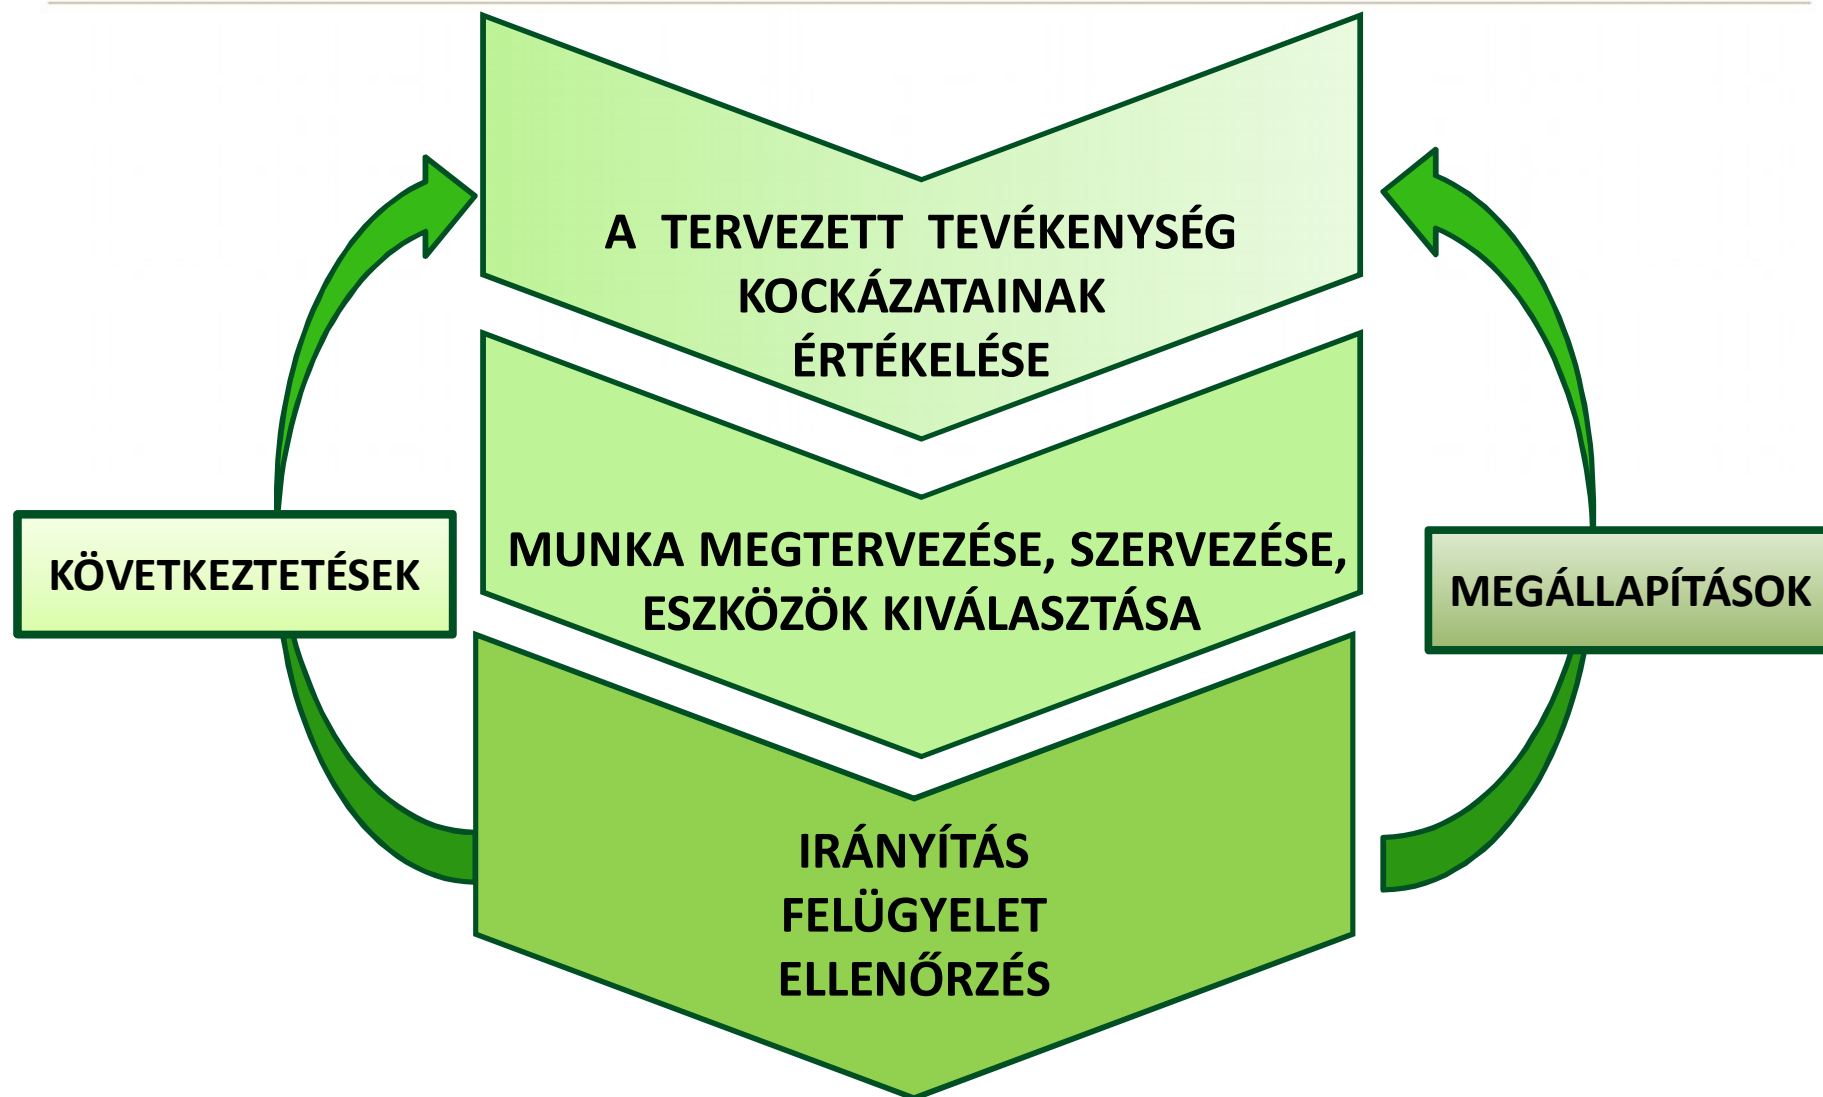 A TERVEZETT TEVÉKENYSÉG
KOCKÁZATAINAK
ÉRTÉKELÉSE
KÖVETKEZTETÉSEK
MUNKA MEGTERVEZÉSE, SZERVEZÉSE,
ESZKÖZÖK KIVÁLASZTÁSA
MEGÁLLAPÍTÁSOK
IRÁNYÍTÁS
FELÜGYELET
ELLENŐRZÉS